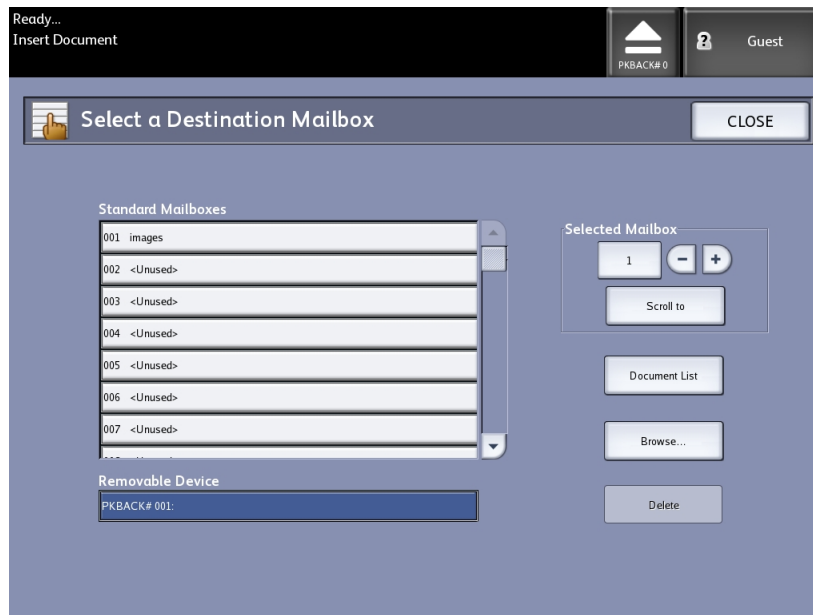 Ready...
Insert Document
PKBACK# 0
Guest
Select a Destination Mailbox
CLOSE
Standard Mailboxes
001 images
002 <Unused>
003 <Unused>
004 <Unused>
005 <Unused>
006 <Unused>
007 <Unused>
Removable Device
PKBACK# 001:
Selected Mailbox
1 - +
Scroll to
Document List
Browse...
Delete